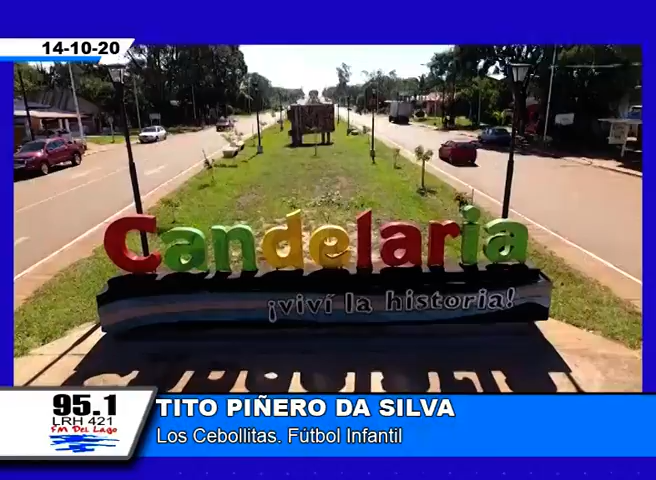 14-10-20
Candelaria
¡viví la historia!
95.1
LRH 421
FM Del Lago
TITO PIÑERO DA SILVA
Los Cebollitas. Fútbol Infantil